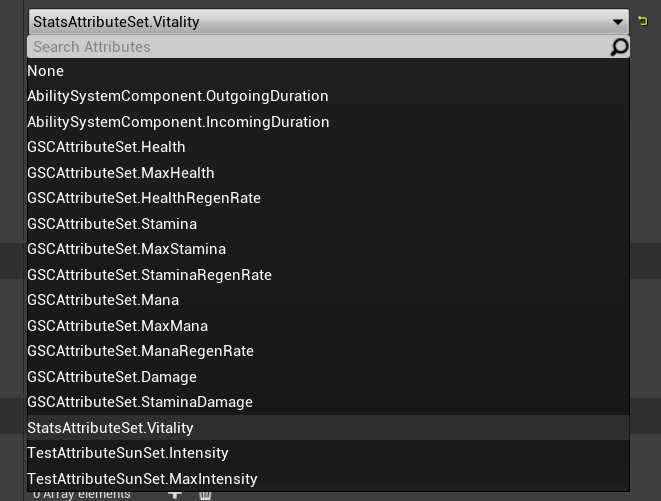 StatsAttributeSet.Vitality
Search Attributes
None
AbilitySystemComponent.OutgoingDuration
AbilitySystemComponent.IncomingDuration
GSCAttributeSet.Health
GSCAttributeSet.MaxHealth
GSCAttributeSet.HealthRegenRate
GSCAttributeSet.Stamina
GSCAttributeSet.MaxStamina
GSCAttributeSet.StaminaRegenRate
GSCAttributeSet.Mana
GSCAttributeSet.MaxMana
GSCAttributeSet.ManaRegenRate
GSCAttributeSet.Damage
GSCAttributeSet.StaminaDamage
StatsAttributeSet.Vitality
TestAttributeSunSet.Intensity
TestAttributeSunSet.MaxIntensity
0 Array elements